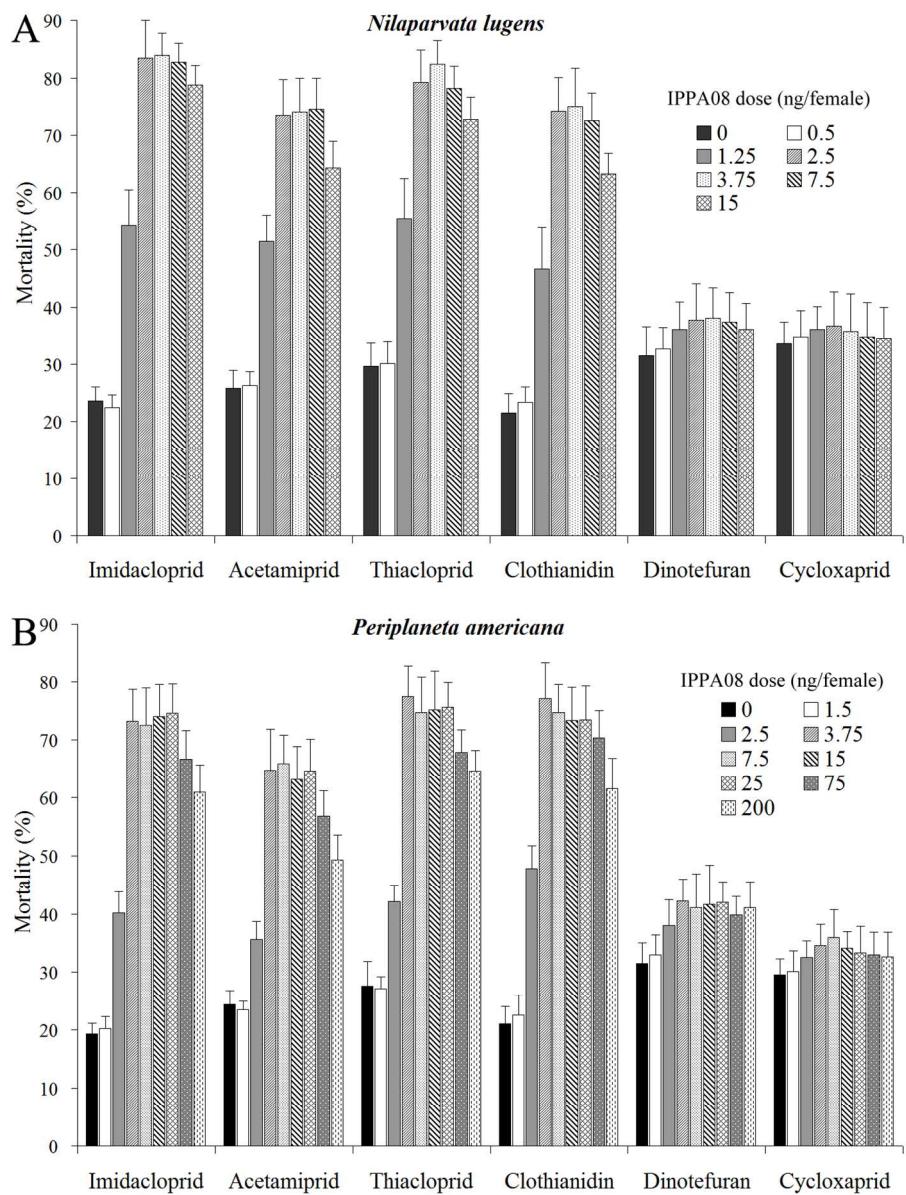 A
Nilaparvata lugens
Mortality (%)
90
80
70
60
50
40
30
20
10
0
IPPA08 dose (ng/female)
0 0.5
1.25 2.5
3.75 7.5
15
Imidacloprid Acetamiprid Thiacloprid Clothianidin Dinotefuran Cycloxaprid
B
Periplaneta americana
Mortality (%)
90
80
70
60
50
40
30
20
10
0
IPPA08 dose (ng/female)
0 1.5
2.5 3.75
7.5 15
25 75
200
Imidacloprid Acetamiprid Thiacloprid Clothianidin Dinotefuran Cycloxaprid